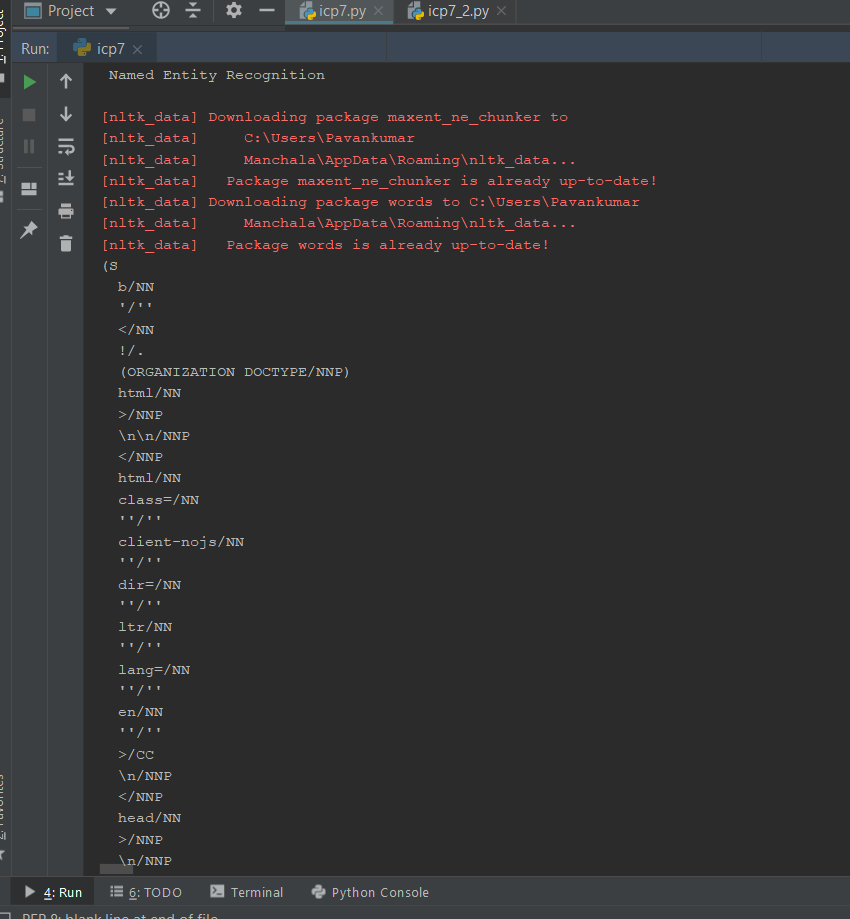 Project
icp7.py
icp7_2.py
Run:
icp7
Named Entity Recognition
[nltk_data] Downloading package maxent_ne_chunker to
[nltk_data]     C:\Users\Pavankumar
[nltk_data]     Manchala\AppData\Roaming\nltk_data...
[nltk_data]   Package maxent_ne_chunker is already up-to-date!
[nltk_data] Downloading package words to C:\Users\Pavankumar
[nltk_data]     Manchala\AppData\Roaming\nltk_data...
[nltk_data]   Package words is already up-to-date!
(S
b/NN
'/''
</NN
!/.
(ORGANIZATION DOCTYPE/NNP)
html/NN
>/NNP
\n\n/NNP
</NNP
html/NN
class=/NN
''/''
client-nojs/NN
''/''
dir=/NN
''/''
ltr/NN
''/''
lang=/NN
''/''
en/NN
''/''
>/CC
\n/NNP
</NNP
head/NN
>/NNP
\n/NNP
4: Run
6: TODO
Terminal
Python Console
PEP 8: blank line at end of file